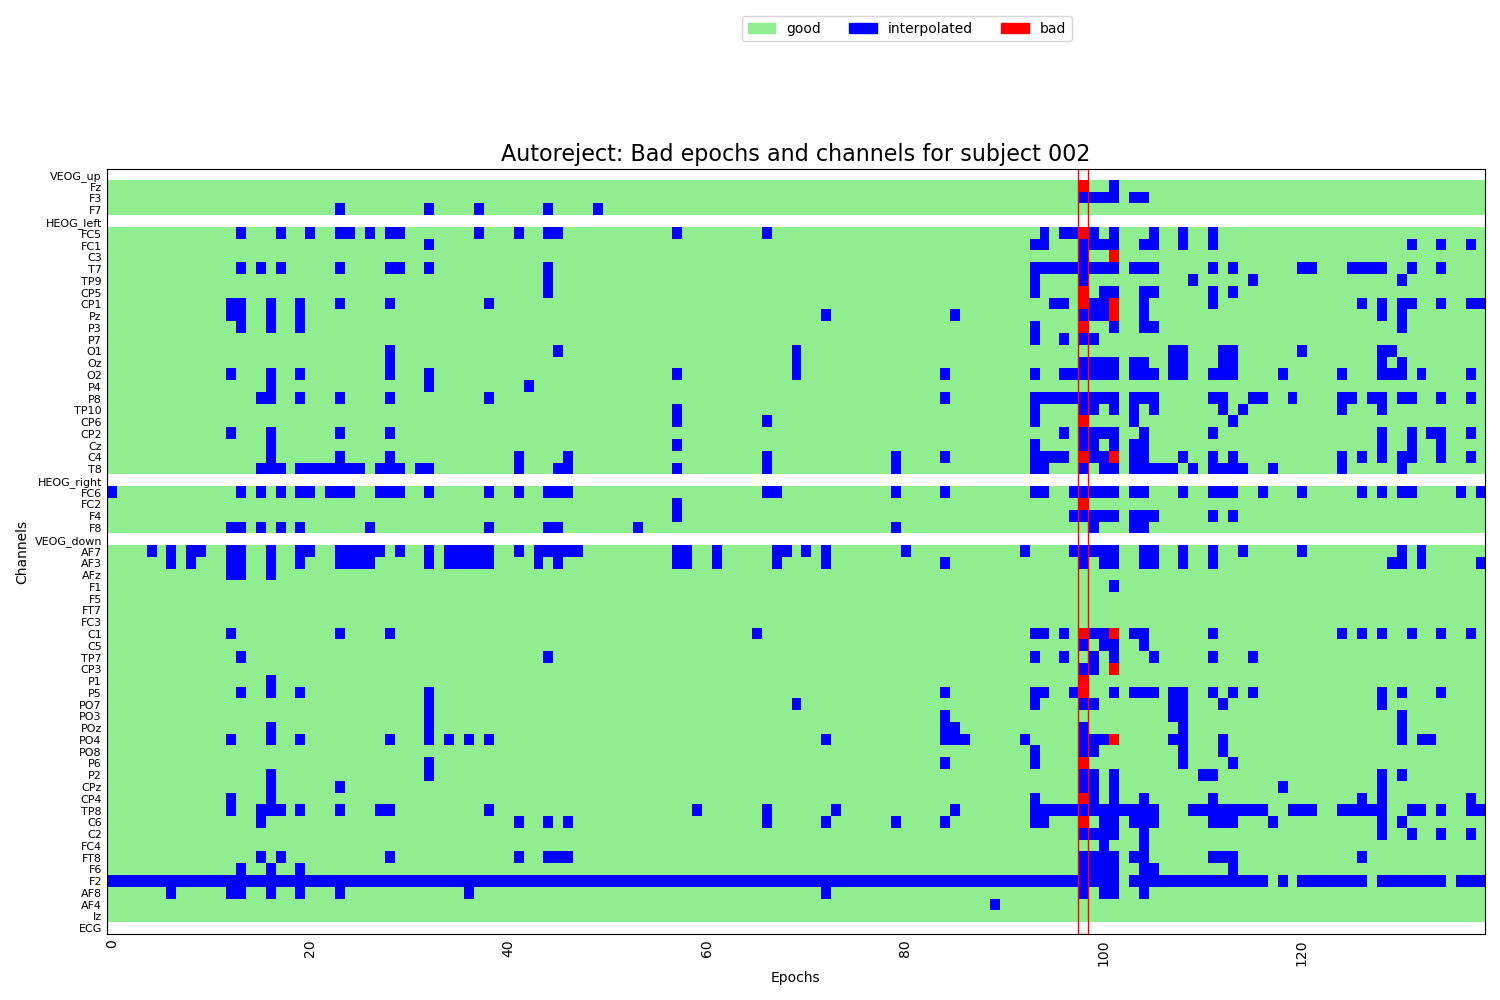 good interpolated bad
Autoreject: Bad epochs and channels for subject 002
VEOG_up
Fz
F3
F7
HEOG_left
FC5
FC1
C3
T7
TP9
CP5
CP1
Pz
P3
P7
O1
Oz
O2
P4
P8
TP10
CP6
CP2
Cz
C4
T8
HEOG_right
FC6
FC2
F4
F8
VEOG_down
AF7
AF3
AFz
F1
F5
FT7
FC3
C1
C5
TP7
CP3
P1
P5
PO7
PO3
POz
PO4
PO8
P6
P2
CPz
CP4
TP8
C6
C2
FC4
FT8
F6
F2
AF8
AF4
Iz
ECG
Channels
0 20 40 60 80 100 120
Epochs